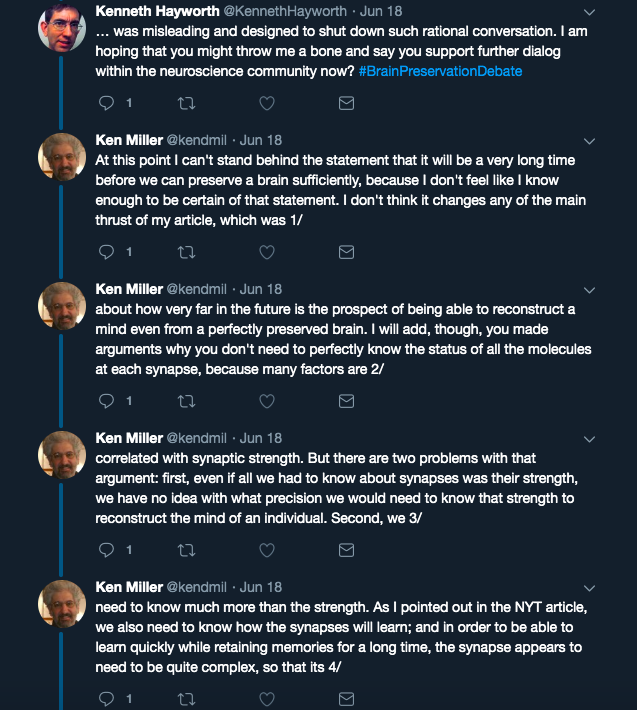 Kenneth Hayworth @KennethHayworth · Jun 18
... was misleading and designed to shut down such rational conversation. I am
hoping that you might throw me a bone and say you support further dialog
within the neuroscience community now? #BrainPreservationDebate
1
Ken Miller @kendmil · Jun 18
At this point I can't stand behind the statement that it will be a very long time
before we can preserve a brain sufficiently, because I don't feel like I know
enough to be certain of that statement. I don't think it changes any of the main
thrust of my article, which was 1/
1
Ken Miller @kendmil · Jun 18
about how very far in the future is the prospect of being able to reconstruct a
mind even from a perfectly preserved brain. I will add, though, you made
arguments why you don't need to perfectly know the status of all the molecules
at each synapse, because many factors are 2/
1
Ken Miller @kendmil · Jun 18
correlated with synaptic strength. But there are two problems with that
argument: first, even if all we had to know about synapses was their strength,
we have no idea with what precision we would need to know that strength to
reconstruct the mind of an individual. Second, we 3/
1
Ken Miller @kendmil · Jun 18
need to know much more than the strength. As I pointed out in the NYT article,
we also need to know how the synapses will learn; and in order to be able to
learn quickly while retaining memories for a long time, the synapse appears to
need to be quite complex, so that its 4/
1